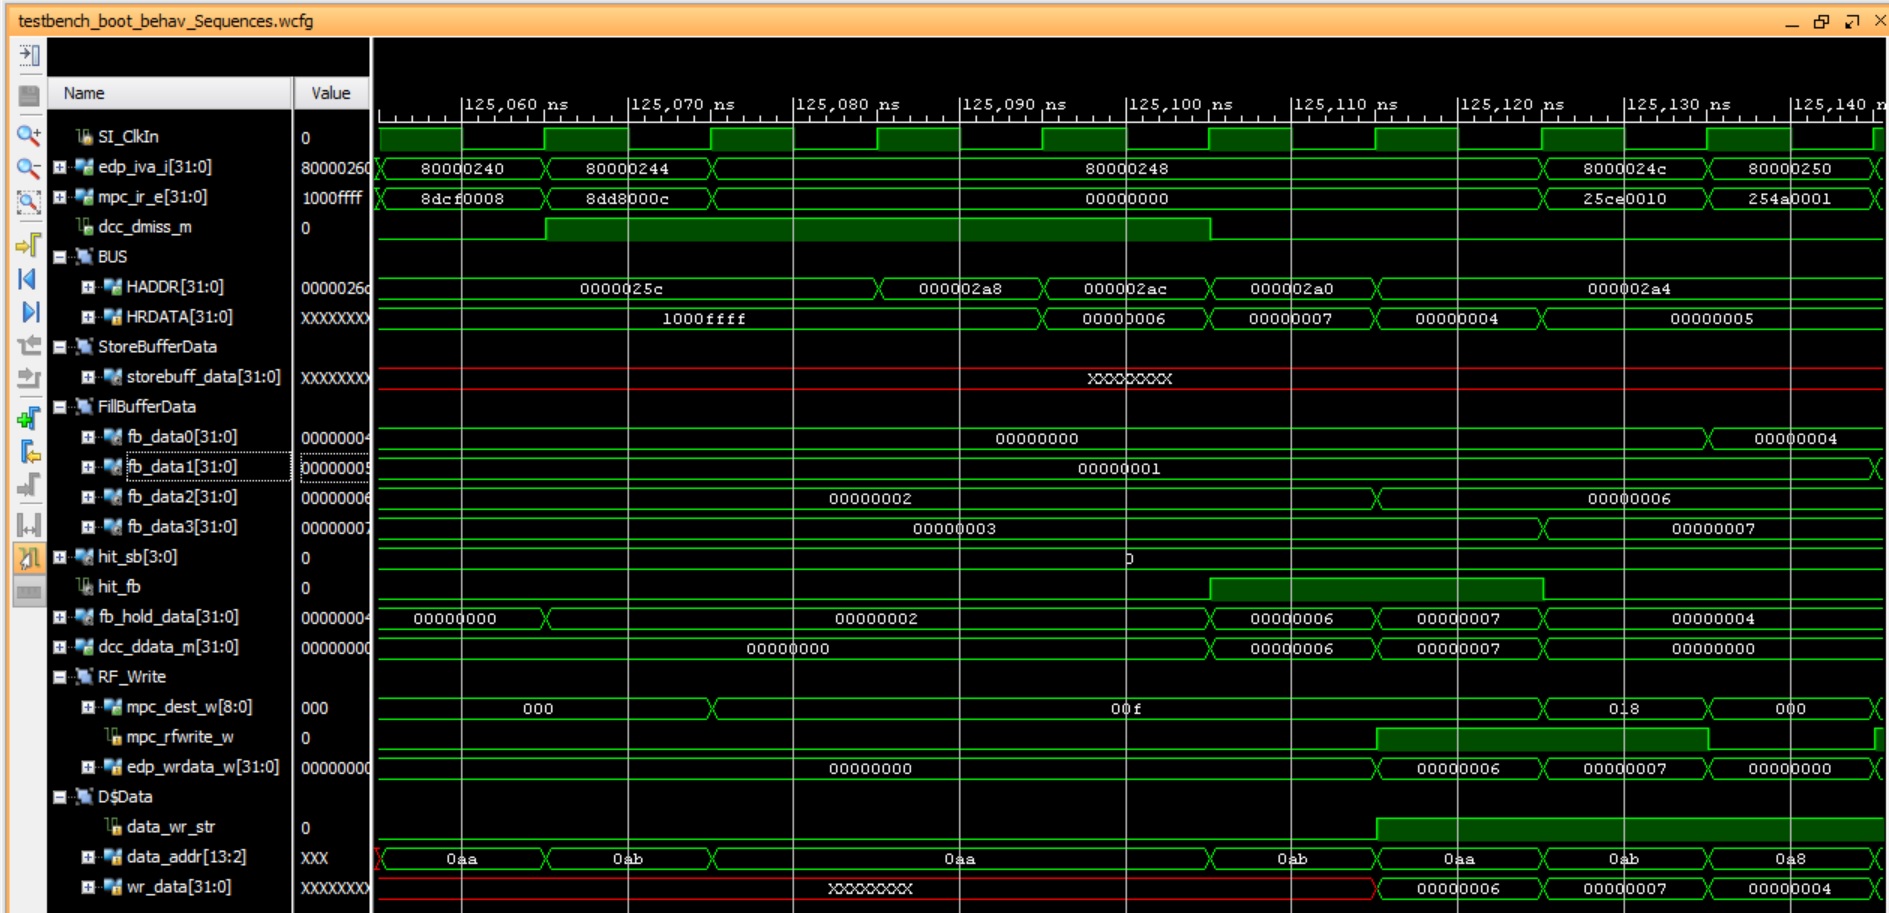 testbench_boot_behav_Sequences.wcfg
Name Value 125,060 ns 125,070 ns 125,080 ns 125,090 ns 125,100 ns 125,110 ns 125,120 ns 125,130 ns 125,140 n
SI_ClkIn 0
edp_iva_i[31:0] 80000260 80000240 80000244 80000248 8000024c 80000250
mpc_ir_e[31:0] 1000ffff 8dcf0008 8dd8000c 00000000 25ce0010 254a0001
dcc_dmiss_m 0
BUS
HADDR[31:0] 0000026c 0000025c 000002a8 000002ac 000002a0 000002a4
HRDATA[31:0] XXXXXXXX 1000ffff 00000006 00000007 00000004 00000005
StoreBufferData
storebuff_data[31:0] XXXXXXXX XXXXXXXX
FillBufferData
fb_data0[31:0] 00000004 00000000 00000004
fb_data1[31:0] 00000005 00000001
fb_data2[31:0] 00000006 00000002 00000006
fb_data3[31:0] 00000007 00000003 00000007
hit_sb[3:0] 0 0
hit_fb 0
fb_hold_data[31:0] 00000004 00000000 00000002 00000006 00000007 00000004
dcc_ddata_m[31:0] 00000000 00000000 00000006 00000007 00000000
RF_Write
mpc_dest_w[8:0] 000 000 00f 018 000
mpc_rfwrite_w 0
edp_wrdata_w[31:0] 00000000 00000000 00000006 00000007 00000000
D$Data
data_wr_str 0
data_addr[13:2] XXX 0aa 0ab 0aa 0ab 0aa 0ab 0a8
wr_data[31:0] XXXXXXXX XXXXXXXX 00000006 00000007 00000004